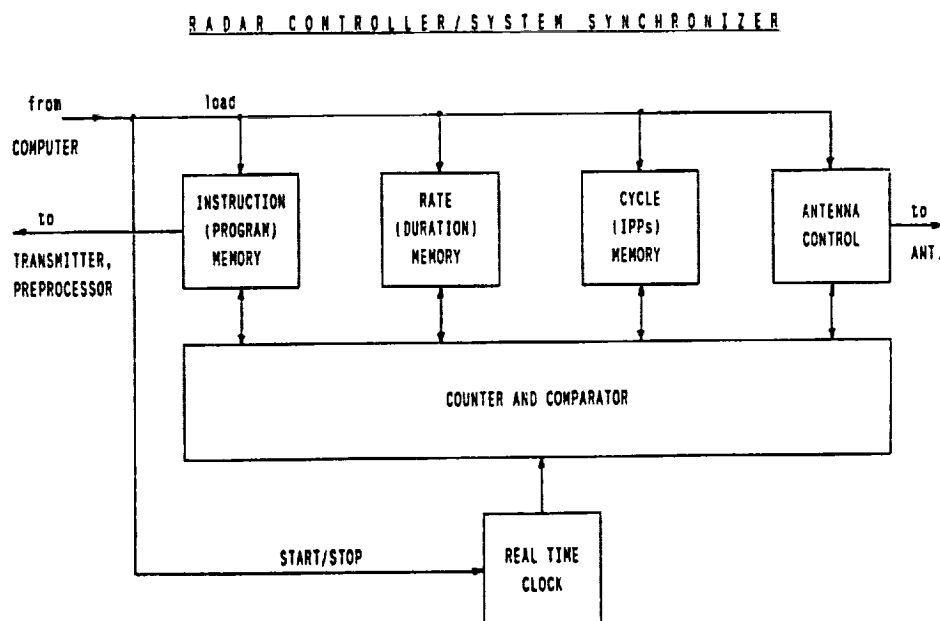 RADAR CONTROLLER/SYSTEM SYNCHRONIZER
from
load
COMPUTER
INSTRUCTION
(PROGRAM)
MEMORY
RATE
(DURATION)
MEMORY
CYCLE
(IPPs)
MEMORY
ANTENNA
CONTROL
to
TRANSMITTER,
PREPROCESSOR
to
ANT.
COUNTER AND COMPARATOR
START/STOP
REAL TIME
CLOCK